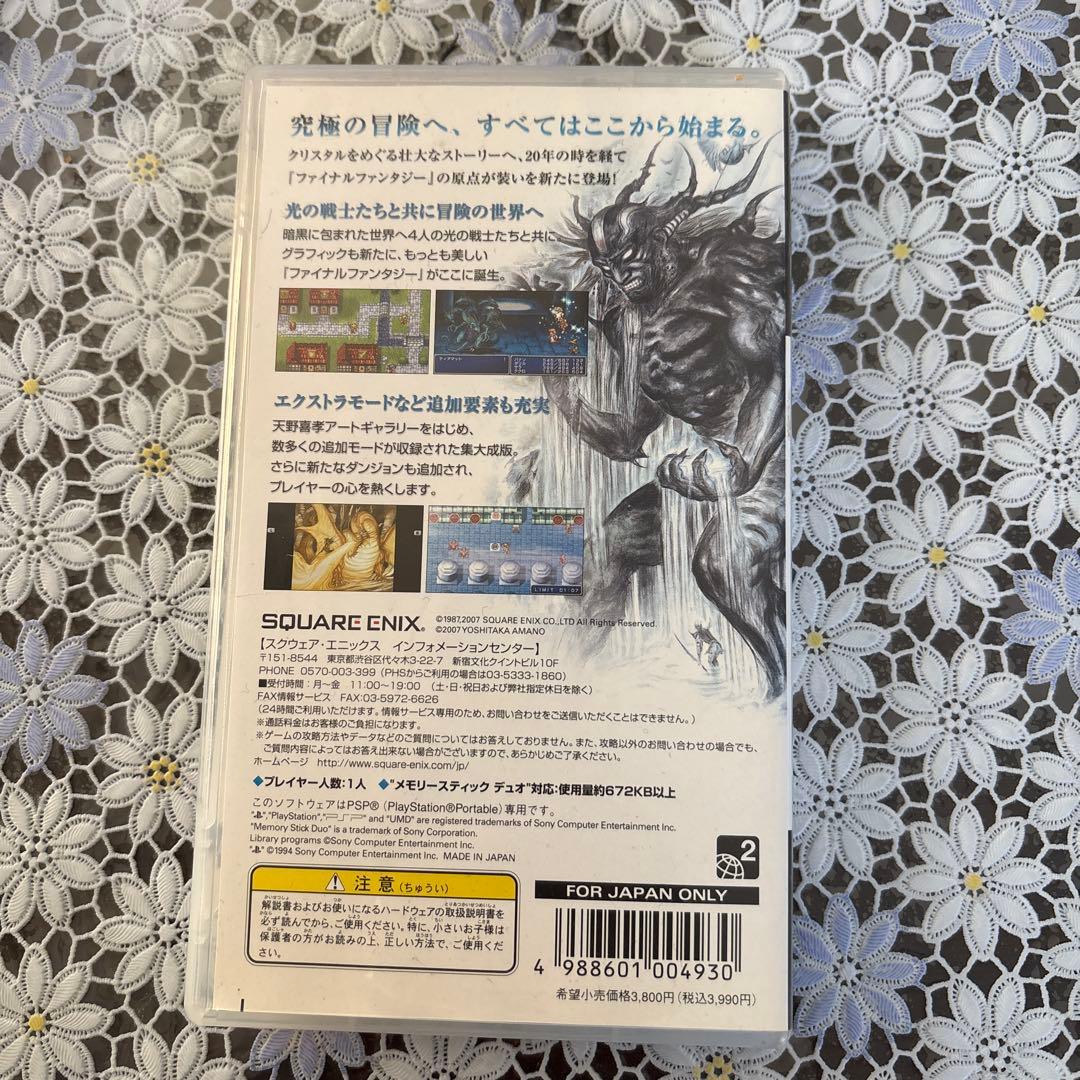 究極の冒険へ、すべてはここから始まる。
クリスタルをめぐる壮大なストーリーへ、20年の時を経て
『ファイナルファンタジー』の原点が装いを新たに登場!
光の戦士たちと共に冒険の世界へ
暗黒に包まれた世界へ4人の光の戦士たちと共に。
グラフィックも新たに、もっとも美しい
『ファイナルファンタジー』がここに誕生。
ティアマット
エクストラモードなど追加要素も充実
天野喜孝アートギャラリーをはじめ、
数多くの追加モードが収録された集大成版。
さらに新たなダンジョンも追加され、
プレイヤーの心を熱くします。
LIMIT 01:07
SQUARE ENIX®
©1987,2007 SQUARE ENIX CO.,LTD All Rights Reserved.
©2007 YOSHITAKA AMANO
【スクウェア・エニックス インフォメーションセンター】
〒151-8544 東京都渋谷区代々木3-22-7 新宿文化クイントビル10F
PHONE 0570-003-399 (PHSからご利用の場合は03-5333-1860)
■受付時間:月〜金 11:00〜19:00 (土・日・祝日および弊社指定休日を除く)
FAX情報サービス FAX:03-5972-6626
(24時間ご利用いただけます。情報サービス専用のため、お問い合わせをご送信いただくことはできません。)
※通話料金はお客様のご負担になります。
※ゲームの攻略方法やデータなどのご質問についてはお答えしておりません。また、攻略以外のお問い合わせの場合でも、
ご質問内容によってはお答え出来ない場合がございますので、あらかじめご了承ください。
ホームページ http://www.square-enix.com/jp/
◆プレイヤー人数:1人 ◆"メモリースティック デュオ"対応:使用量約672KB以上
このソフトウェアはPSP®(PlayStation®Portable)専用です。
" ","PlayStation","PSP" and "UMD" are registered trademarks of Sony Computer Entertainment Inc.
"Memory Stick Duo" is a trademark of Sony Corporation.
Library programs ©Sony Computer Entertainment Inc.
" " ©1994 Sony Computer Entertainment Inc. MADE IN JAPAN
2
注意(ちゅうい)
解説書およびお使いになるハードウェアの取扱説明書を
必ず読んでから、ご使用ください。特に、小さいお子様は
保護者の方がお読みの上、正しい方法で、ご使用くだ
さい。
FOR JAPAN ONLY
4 988601 004930
希望小売価格3,800円(税込3,990円)